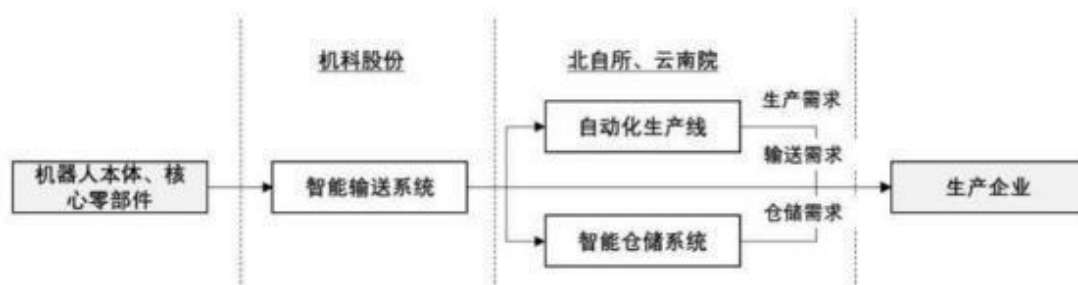 机科股份
北自所、云南院
生产需求
自动化生产线
输送需求
机器人本体、核
心零部件
智能输送系统
生产企业
仓储需求
智能仓储系统